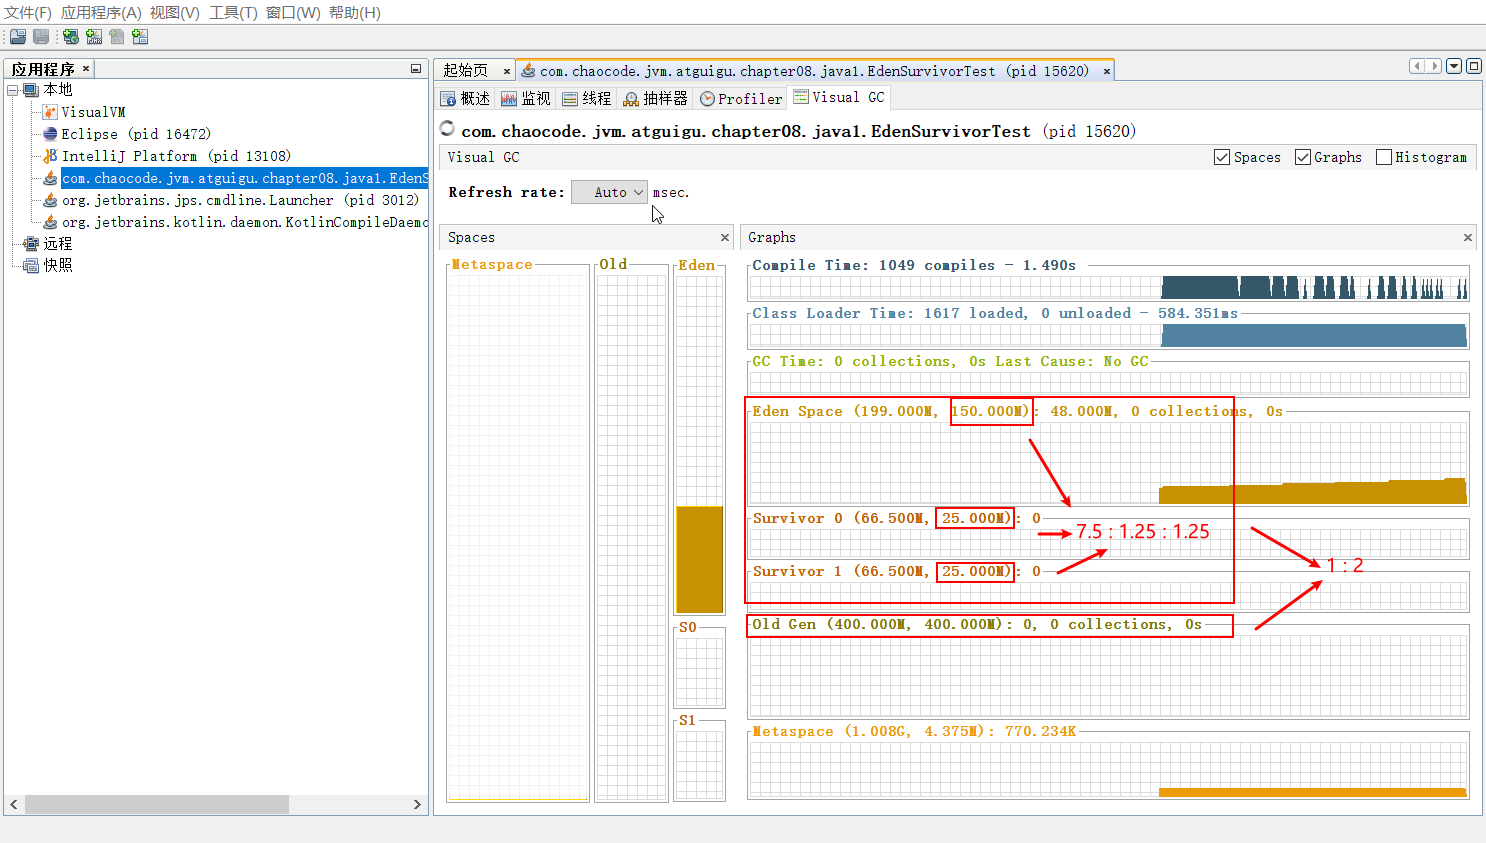 文件(F) 应用程序(A) 视图(V) 工具(T) 窗口(W) 帮助(H)
应用程序 ×
本地
VisualVM
Eclipse (pid 16472)
IntelliJ Platform (pid 13108)
com.chaocode.jvm.atguigu.chapter08.java1.EdenS
org.jetbrains.jps.cmdline.Launcher (pid 3012)
org.jetbrains.kotlin.daemon.KotlinCompileDaemo
远程
快照
起始页 × com.chaocode.jvm.atguigu.chapter08.java1.EdenSurvivorTest (pid 15620) ×
概述 监视 线程 抽样器 Profiler Visual GC
com.chaocode.jvm.atguigu.chapter08.java1.EdenSurvivorTest (pid 15620)
Visual GC Spaces Graphs Histogram
Refresh rate: Auto msec.
Spaces ×
Metaspace Old Eden
S0
S1
Graphs ×
Compile Time: 1049 compiles - 1.490s
Class Loader Time: 1617 loaded, 0 unloaded - 584.351ms
GC Time: 0 collections, 0s Last Cause: No GC
Eden Space (199.000M, 150.000M): 48.000M, 0 collections, 0s
Survivor 0 (66.500M, 25.000M): 0
7.5 : 1.25 : 1.25
Survivor 1 (66.500M, 25.000M): 0
1 : 2
Old Gen (400.000M, 400.000M): 0, 0 collections, 0s
Metaspace (1.008G, 4.375M): 770.234K